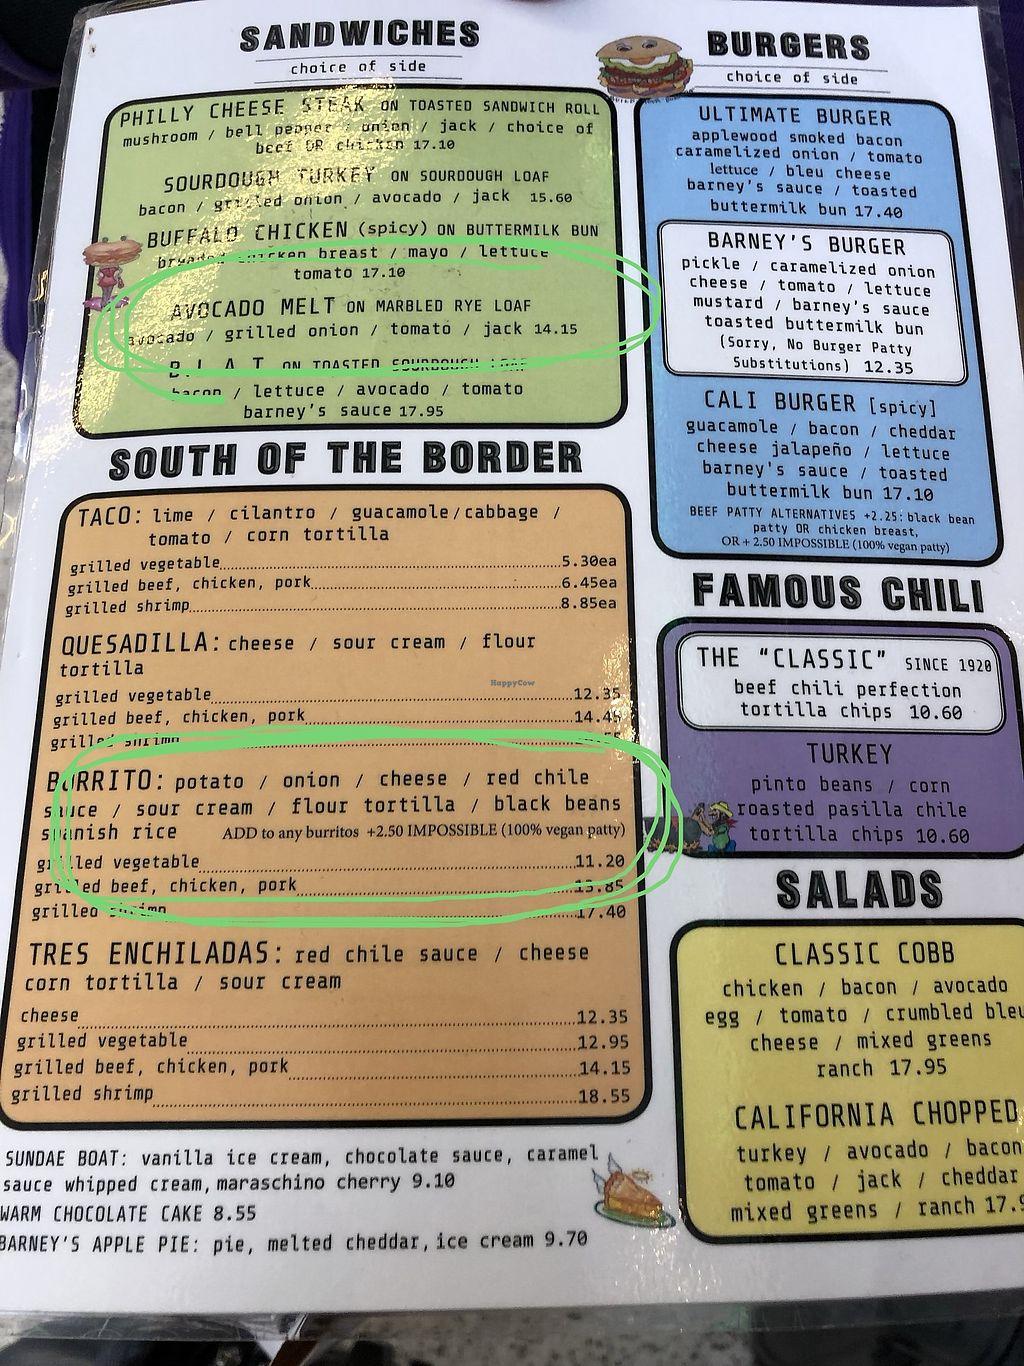 SANDWICHES
choice of side
PHILLY CHEESE STEAK ON TOASTED SANDWICH ROLL
mushroom / bell pepper / onion / jack / choice of
beef OR chicken 17.10
SOURDOUGH TURKEY ON SOURDOUGH LOAF
bacon / grilled onion / avocado / jack 15.60
BUFFALO CHICKEN (spicy) ON BUTTERMILK BUN
breaded chicken breast / mayo / lettuce
tomato 17.10
AVOCADO MELT ON MARBLED RYE LOAF
avocado / grilled onion / tomato / jack 14.15
B.L.A.T. ON TOASTED SOURDOUGH LOAF
bacon / lettuce / avocado / tomato
barney's sauce 17.95
SOUTH OF THE BORDER
TACO: lime / cilantro / guacamole/cabbage /
tomato / corn tortilla
grilled vegetable 5.30ea
grilled beef, chicken, pork 6.45ea
grilled shrimp 8.85ea
QUESADILLA: cheese / sour cream / flour
tortilla
HappyCow
grilled vegetable 12.35
grilled beef, chicken, pork 14.45
grilled shrimp
BURRITO: potato / onion / cheese / red chile
sauce / sour cream / flour tortilla / black beans
spanish rice ADD to any burritos +2.50 IMPOSSIBLE (100% vegan patty)
grilled vegetable 11.20
grilled beef, chicken, pork 13.85
grilled shrimp 17.40
TRES ENCHILADAS: red chile sauce / cheese
corn tortilla / sour cream
cheese 12.35
grilled vegetable 12.95
grilled beef, chicken, pork 14.15
grilled shrimp 18.55
SUNDAE BOAT: vanilla ice cream, chocolate sauce, caramel
sauce whipped cream, maraschino cherry 9.10
WARM CHOCOLATE CAKE 8.55
BARNEY'S APPLE PIE: pie, melted cheddar, ice cream 9.70
BURGERS
choice of side
ULTIMATE BURGER
applewood smoked bacon
caramelized onion / tomato
lettuce / bleu cheese
barney's sauce / toasted
buttermilk bun 17.40
BARNEY'S BURGER
pickle / caramelized onion
cheese / tomato / lettuce
mustard / barney's sauce
toasted buttermilk bun
(Sorry, No Burger Patty
Substitutions) 12.35
CALI BURGER [spicy]
guacamole / bacon / cheddar
cheese jalapeño / lettuce
barney's sauce / toasted
buttermilk bun 17.10
BEEF PATTY ALTERNATIVES +2.25: black bean
patty OR chicken breast,
OR + 2.50 IMPOSSIBLE (100% vegan patty)
FAMOUS CHILI
THE "CLASSIC" SINCE 1920
beef chili perfection
tortilla chips 10.60
TURKEY
pinto beans / corn
roasted pasilla chile
tortilla chips 10.60
SALADS
CLASSIC COBB
chicken / bacon / avocado
egg / tomato / crumbled bleu
cheese / mixed greens
ranch 17.95
CALIFORNIA CHOPPED
turkey / avocado / bacon
tomato / jack / cheddar
mixed greens / ranch 17.9